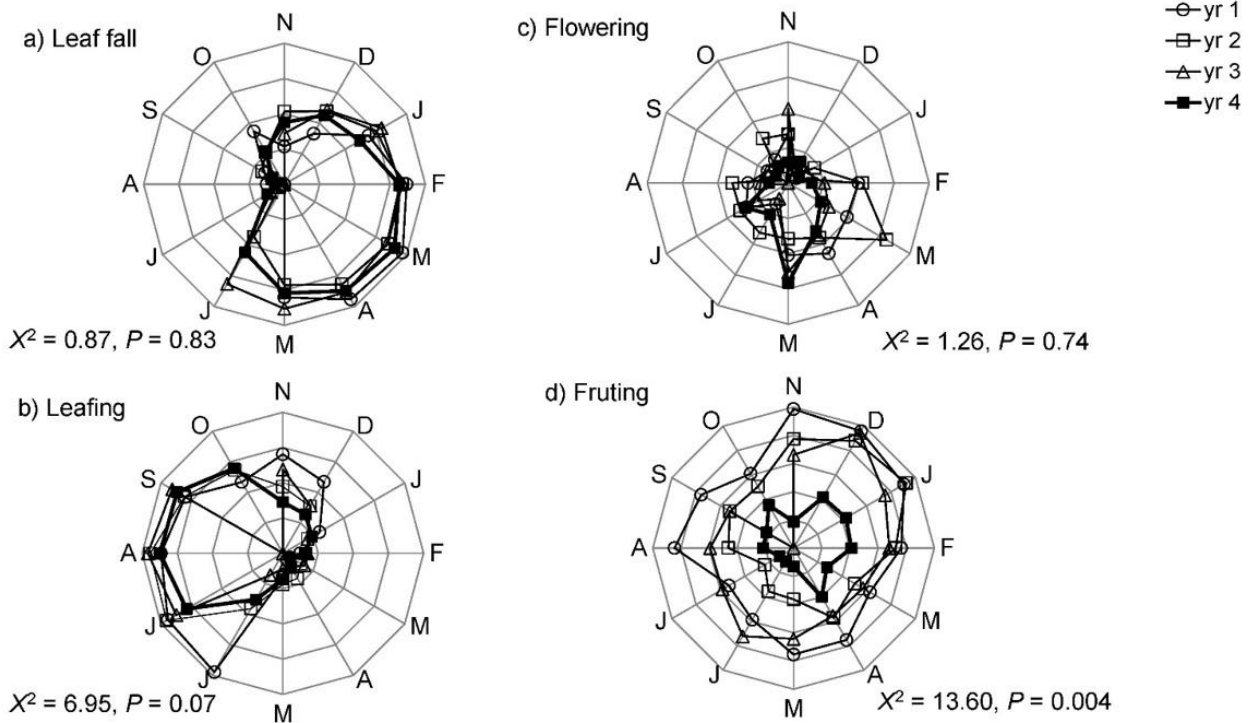 a) Leaf fall
N
D
J
F
M
A
M
J
J
A
S
O
X² = 0.87, P = 0.83
c) Flowering
N
D
J
F
M
A
M
J
J
A
S
O
X² = 1.26, P = 0.74
yr 1
yr 2
yr 3
yr 4
b) Leafing
N
D
J
F
M
A
M
J
J
A
S
O
X² = 6.95, P = 0.07
d) Fruting
N
D
J
F
M
A
M
J
J
A
S
O
X² = 13.60, P = 0.004